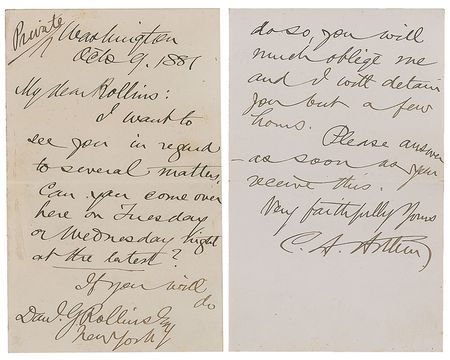 Private
Washington
Octo 9. 1881
My dear Rollins:
I want to
see you in regard
to several matters.
Can you come over
here on Tuesday
or Wednesday night
at the latest?
If you will
do
Danl. G Rollins Esq
New York
do so, you will
much oblige me
and I will detain
you but a few
hours.
Please answer
as soon as you
receive this.
Very faithfully Yours
C. A. Arthur